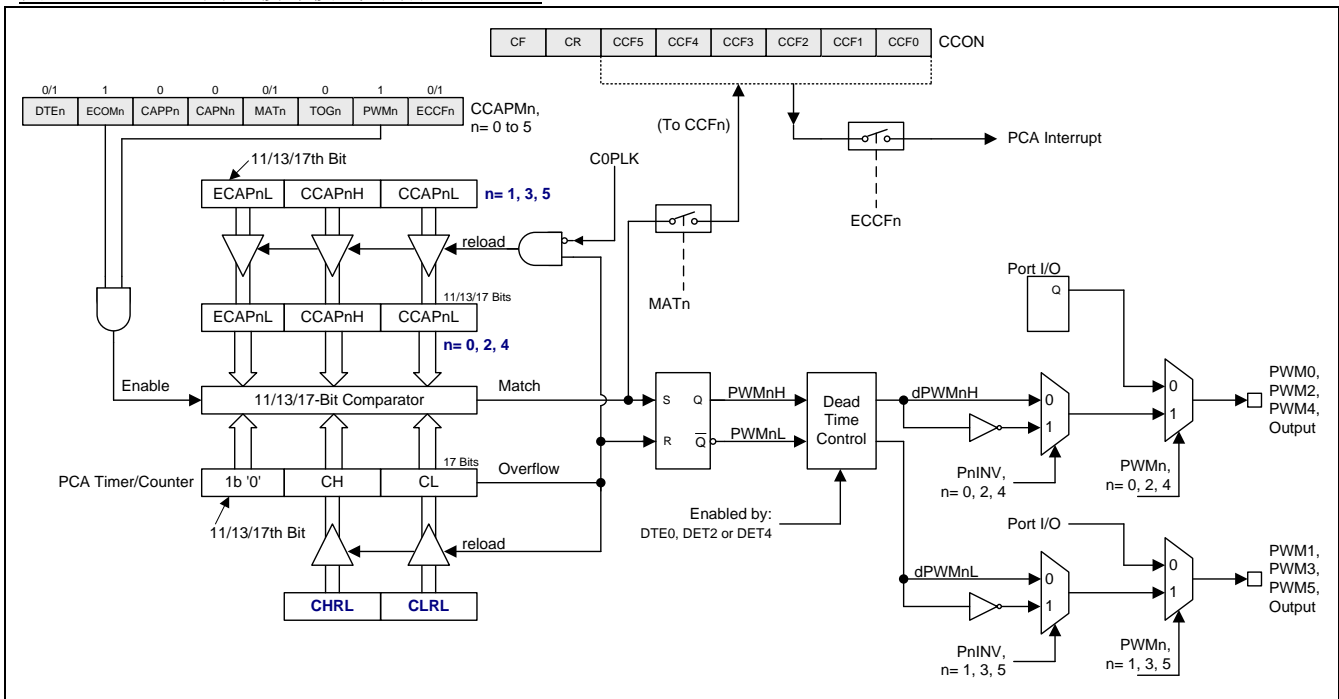 CF CR CCF5 CCF4 CCF3 CCF2 CCF1 CCF0 CCON
0/1 1 0 0 0/1 0 1 0/1
DTEn ECOMn CAPPn CAPNn MATn TOGn PWMn ECCFn
CCAPMn,
n= 0 to 5
(To CCFn)
PCA Interrupt
11/13/17th Bit
C0PLK
ECAPnL CCAPnH CCAPnL n= 1, 3, 5
ECCFn
reload
Port I/O
Q
MATn
11/13/17 Bits
ECAPnL CCAPnH CCAPnL
n= 0, 2, 4
Enable
11/13/17-Bit Comparator
Match
S Q
R Q
PWMnH
PWMnL
Dead
Time
Control
dPWMnH
0
1
0
1
PWM0,
PWM2,
PWM4,
Output
PnINV,
n= 0, 2, 4
PWMn,
n= 0, 2, 4
17 Bits
PCA Timer/Counter 1b '0' CH CL Overflow
11/13/17th Bit
Enabled by:
DTE0, DET2 or DET4
reload
Port I/O
dPWMnL
0
1
0
1
PWM1,
PWM3,
PWM5,
Output
CHRL CLRL
PnINV,
n= 1, 3, 5
PWMn,
n= 1, 3, 5